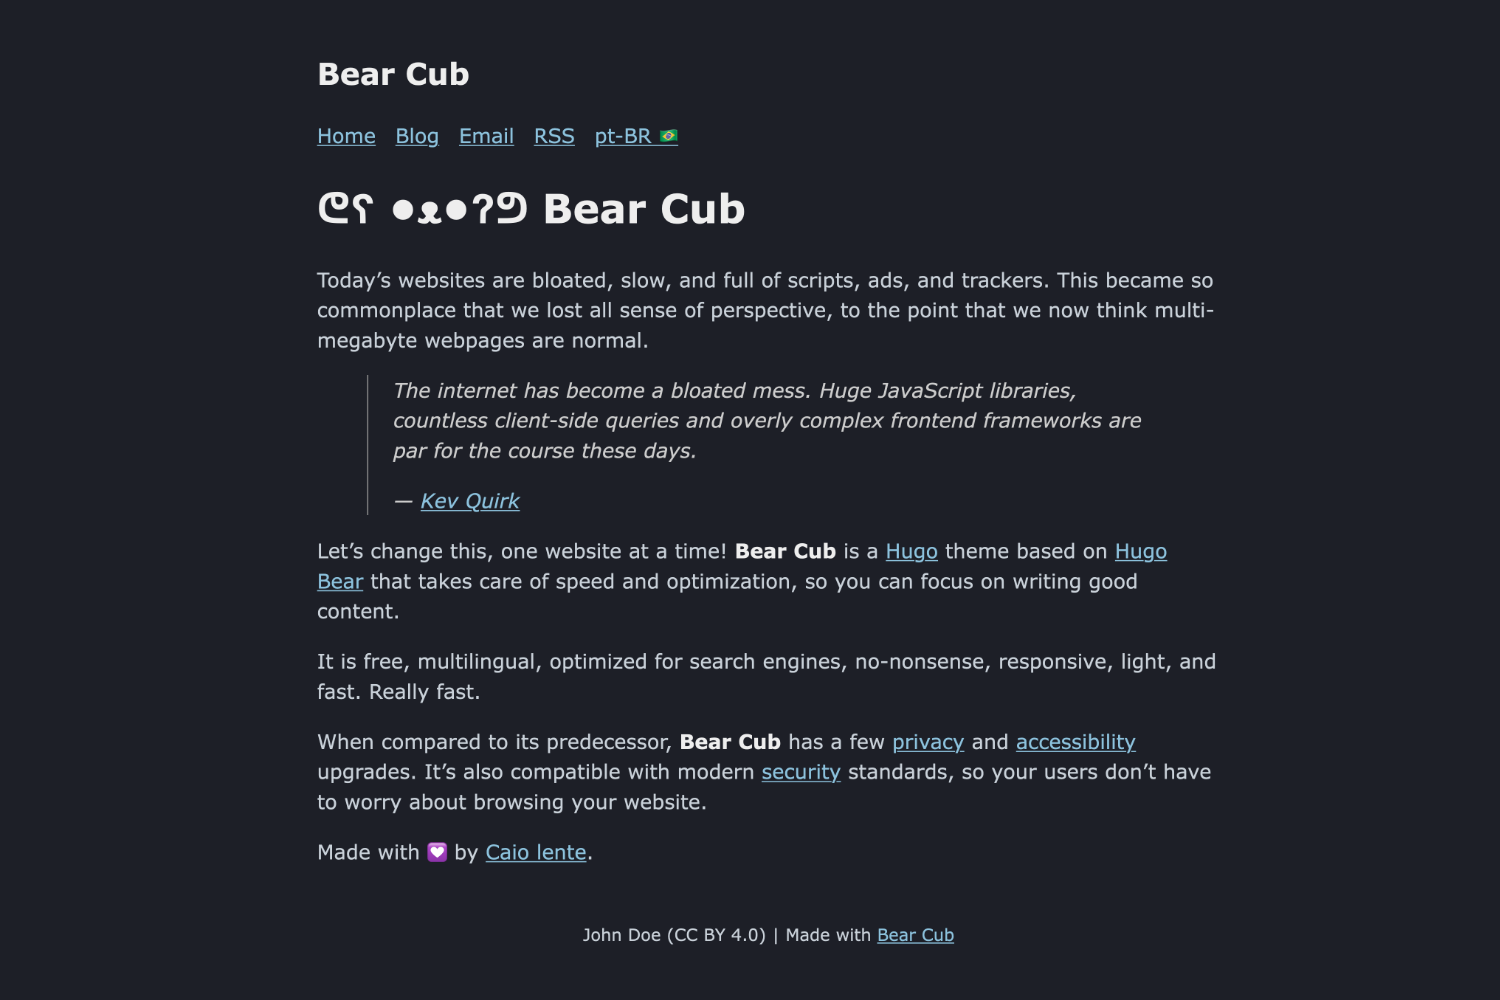 Bear Cub
Home Blog Email RSS pt-BR 🇧🇷
ᕦʕ •ᴥ•ʔᕤ Bear Cub
Today’s websites are bloated, slow, and full of scripts, ads, and trackers. This became so
commonplace that we lost all sense of perspective, to the point that we now think multi-
megabyte webpages are normal.
The internet has become a bloated mess. Huge JavaScript libraries,
countless client-side queries and overly complex frontend frameworks are
par for the course these days.
— Kev Quirk
Let’s change this, one website at a time! Bear Cub is a Hugo theme based on Hugo
Bear that takes care of speed and optimization, so you can focus on writing good
content.
It is free, multilingual, optimized for search engines, no-nonsense, responsive, light, and
fast. Really fast.
When compared to its predecessor, Bear Cub has a few privacy and accessibility
upgrades. It’s also compatible with modern security standards, so your users don’t have
to worry about browsing your website.
Made with 💟 by Caio lente.
John Doe (CC BY 4.0) | Made with Bear Cub